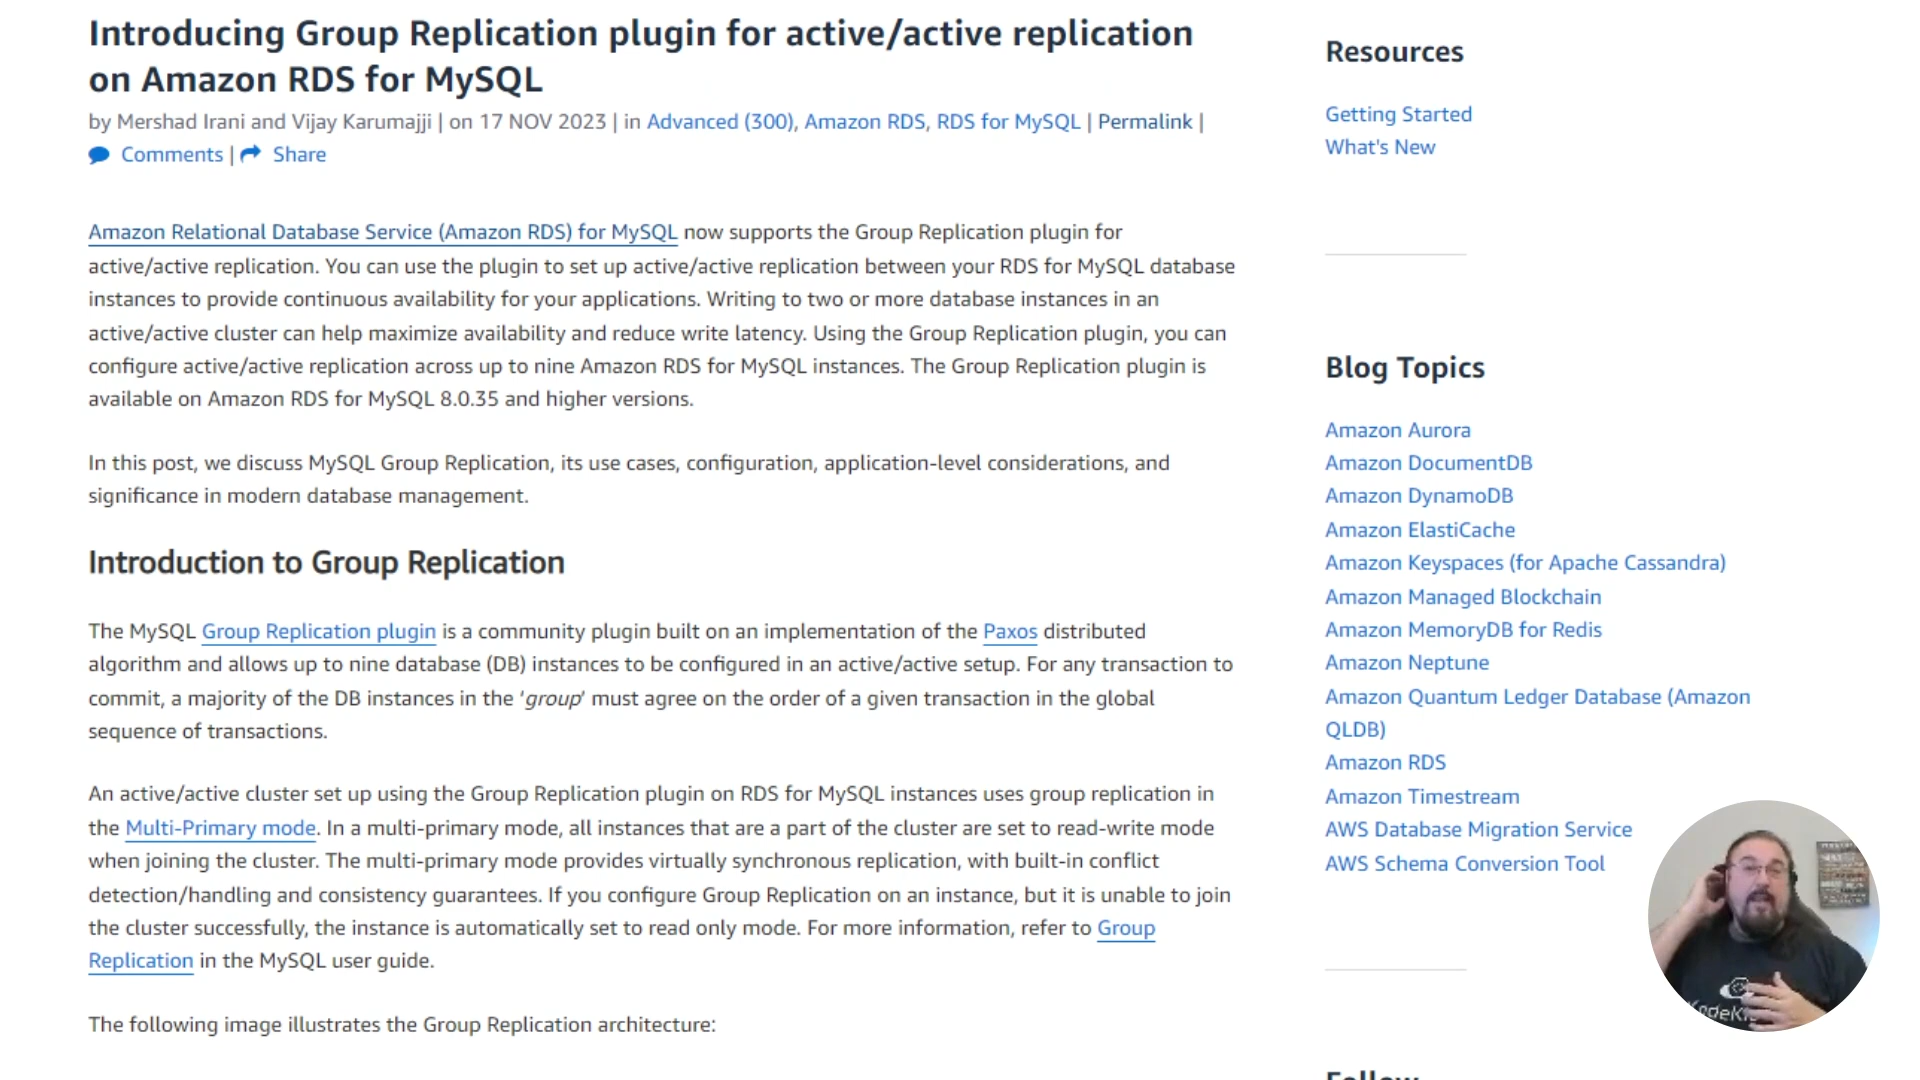 Introducing Group Replication plugin for active/active replication
on Amazon RDS for MySQL
by Mershad Irani and Vijay Karumajji | on 17 NOV 2023 | in Advanced (300), Amazon RDS, RDS for MySQL | Permalink |
Comments | Share
Amazon Relational Database Service (Amazon RDS) for MySQL now supports the Group Replication plugin for
active/active replication. You can use the plugin to set up active/active replication between your RDS for MySQL database
instances to provide continuous availability for your applications. Writing to two or more database instances in an
active/active cluster can help maximize availability and reduce write latency. Using the Group Replication plugin, you can
configure active/active replication across up to nine Amazon RDS for MySQL instances. The Group Replication plugin is
available on Amazon RDS for MySQL 8.0.35 and higher versions.
In this post, we discuss MySQL Group Replication, its use cases, configuration, application-level considerations, and
significance in modern database management.
Introduction to Group Replication
The MySQL Group Replication plugin is a community plugin built on an implementation of the Paxos distributed
algorithm and allows up to nine database (DB) instances to be configured in an active/active setup. For any transaction to
commit, a majority of the DB instances in the 'group' must agree on the order of a given transaction in the global
sequence of transactions.
An active/active cluster set up using the Group Replication plugin on RDS for MySQL instances uses group replication in
the Multi-Primary mode. In a multi-primary mode, all instances that are a part of the cluster are set to read-write mode
when joining the cluster. The multi-primary mode provides virtually synchronous replication, with built-in conflict
detection/handling and consistency guarantees. If you configure Group Replication on an instance, but it is unable to join
the cluster successfully, the instance is automatically set to read only mode. For more information, refer to Group
Replication in the MySQL user guide.
The following image illustrates the Group Replication architecture:
Resources
Getting Started
What's New
Blog Topics
Amazon Aurora
Amazon DocumentDB
Amazon DynamoDB
Amazon ElastiCache
Amazon Keyspaces (for Apache Cassandra)
Amazon Managed Blockchain
Amazon MemoryDB for Redis
Amazon Neptune
Amazon Quantum Ledger Database (Amazon
QLDB)
Amazon RDS
Amazon Timestream
AWS Database Migration Service
AWS Schema Conversion Tool
Follow